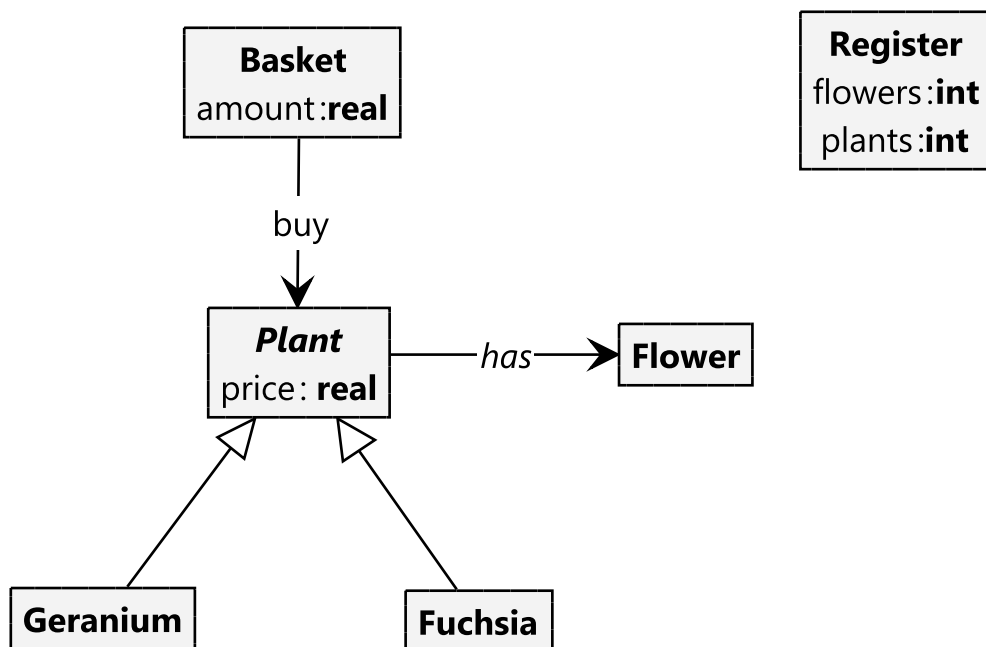 Basket
amount:real
Register
flowers:int
plants:int
buy
Plant
price: real
has
Flower
Geranium
Fuchsia